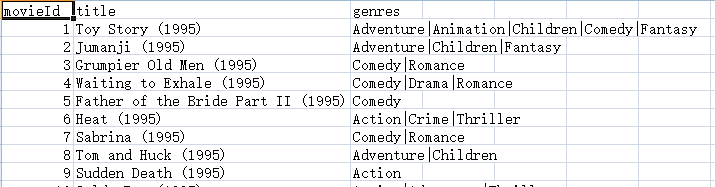 movieId title genres
1 Toy Story (1995) Adventure|Animation|Children|Comedy|Fantasy
2 Jumanji (1995) Adventure|Children|Fantasy
3 Grumpier Old Men (1995) Comedy|Romance
4 Waiting to Exhale (1995) Comedy|Drama|Romance
5 Father of the Bride Part II (1995) Comedy
6 Heat (1995) Action|Crime|Thriller
7 Sabrina (1995) Comedy|Romance
8 Tom and Huck (1995) Adventure|Children
9 Sudden Death (1995) Action